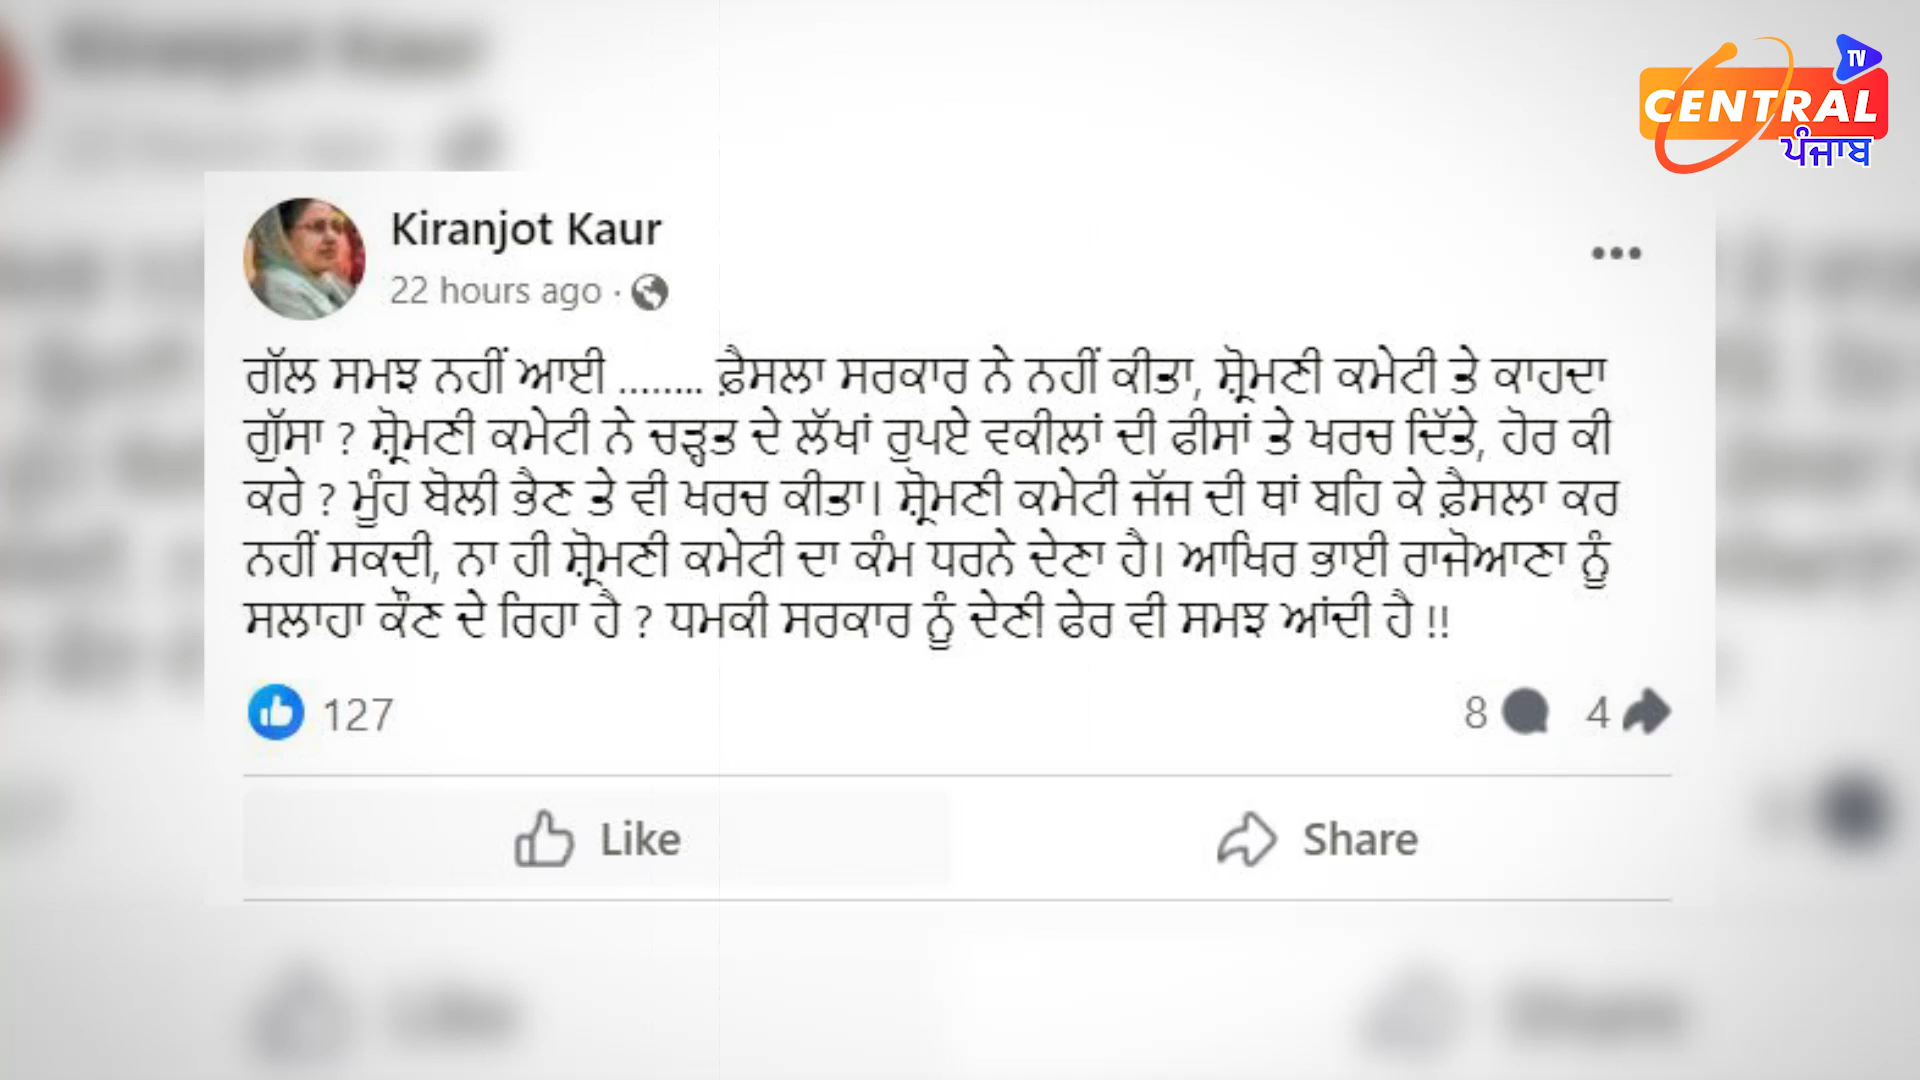 TV
CENTRAL
ਪੰਜਾਬ
Kiranjot Kaur
22 hours ago ·
ਗੱਲ ਸਮਝ ਨਹੀਂ ਆਈ ........ ਫ਼ੈਸਲਾ ਸਰਕਾਰ ਨੇ ਨਹੀਂ ਕੀਤਾ, ਸ਼੍ਰੋਮਣੀ ਕਮੇਟੀ ਤੇ ਕਾਹਦਾ
ਗੁੱਸਾ ? ਸ਼੍ਰੋਮਣੀ ਕਮੇਟੀ ਨੇ ਚੜ੍ਹਤ ਦੇ ਲੱਖਾਂ ਰੁਪਏ ਵਕੀਲਾਂ ਦੀ ਫੀਸਾਂ ਤੇ ਖਰਚ ਦਿੱਤੇ, ਹੋਰ ਕੀ
ਕਰੇ ? ਮੂੰਹ ਬੋਲੀ ਭੈਣ ਤੇ ਵੀ ਖਰਚ ਕੀਤਾ। ਸ਼੍ਰੋਮਣੀ ਕਮੇਟੀ ਜੱਜ ਦੀ ਥਾਂ ਬਹਿ ਕੇ ਫ਼ੈਸਲਾ ਕਰ
ਨਹੀਂ ਸਕਦੀ, ਨਾ ਹੀ ਸ਼੍ਰੋਮਣੀ ਕਮੇਟੀ ਦਾ ਕੰਮ ਧਰਨੇ ਦੇਣਾ ਹੈ। ਆਖਿਰ ਭਾਈ ਰਾਜੋਆਣਾ ਨੂੰ
ਸਲਾਹਾ ਕੌਣ ਦੇ ਰਿਹਾ ਹੈ ? ਧਮਕੀ ਸਰਕਾਰ ਨੂੰ ਦੇਣੀ ਫੇਰ ਵੀ ਸਮਝ ਆਂਦੀ ਹੈ !!
127
8 4
Like Share